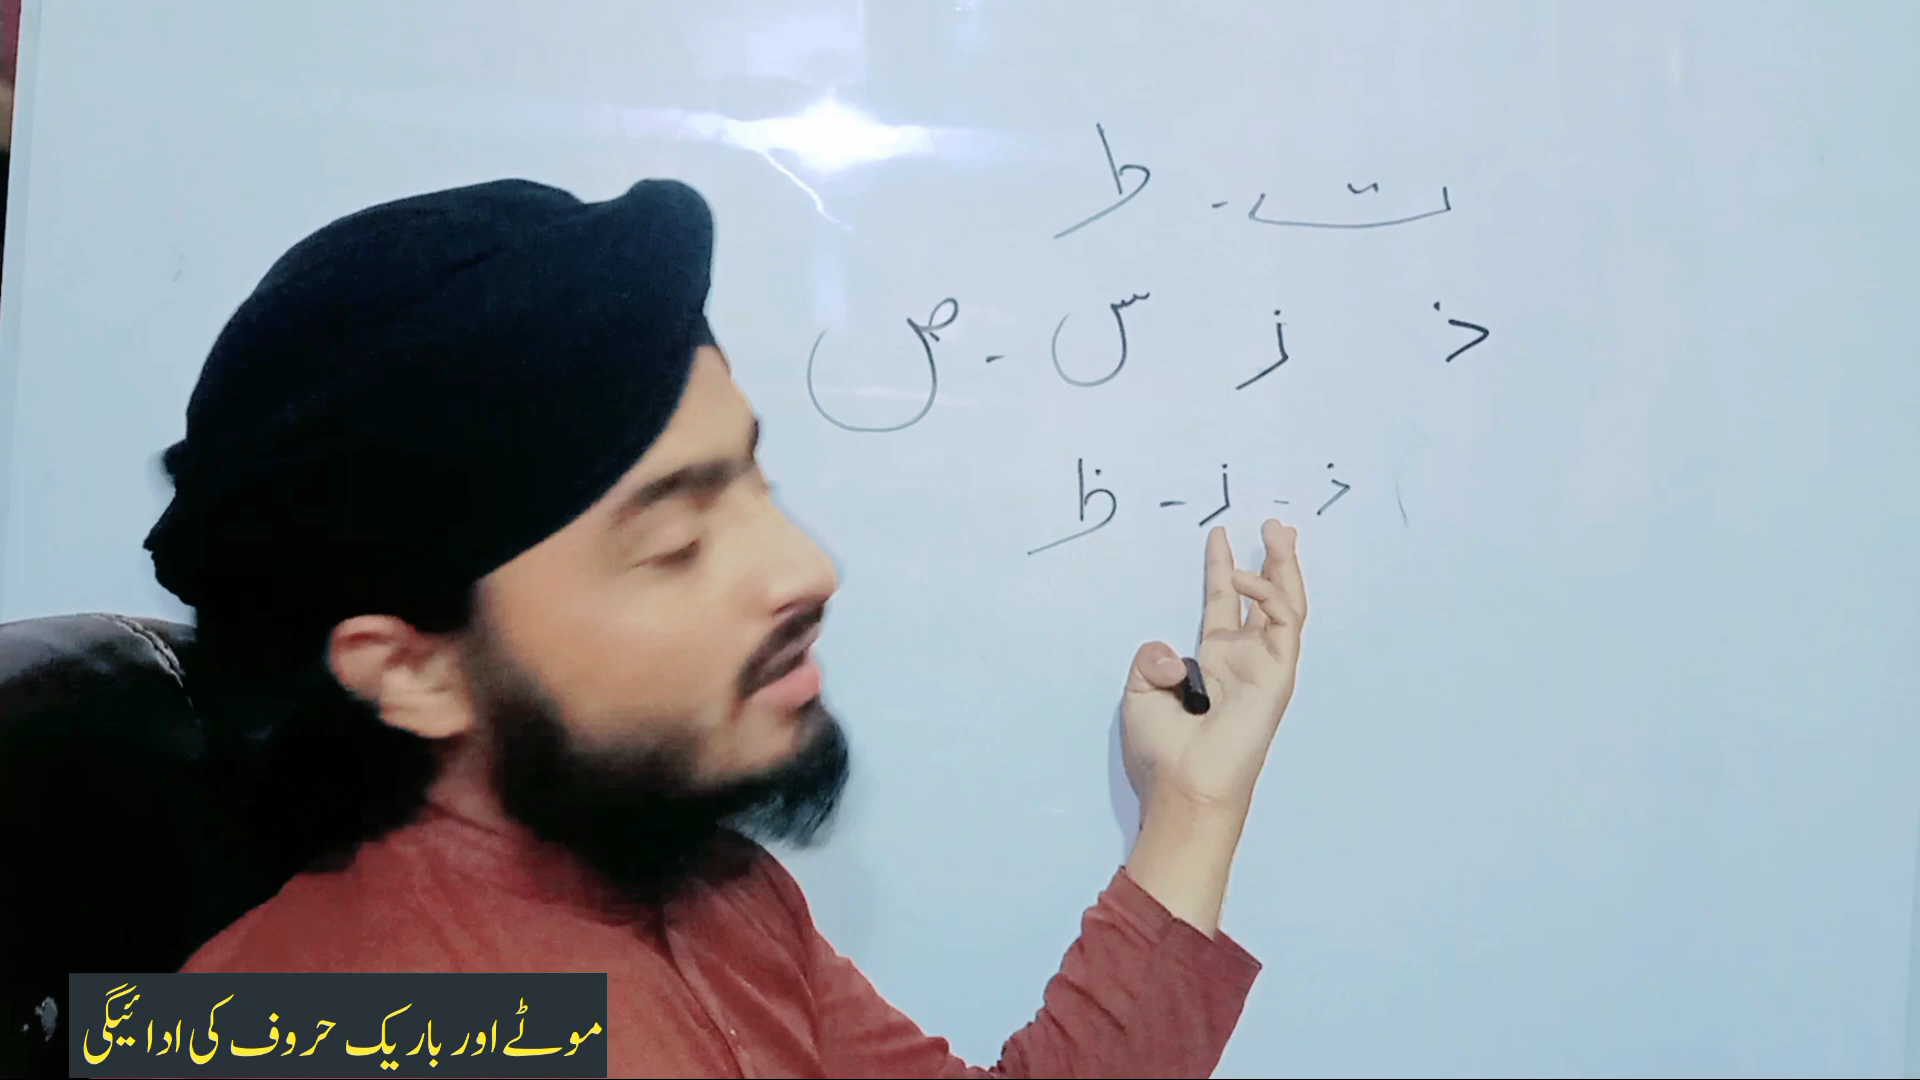 ت - ط
ذ ز س - ص
ذ - ز - ظ
موٹے اور باریک حروف کی ادائیگی